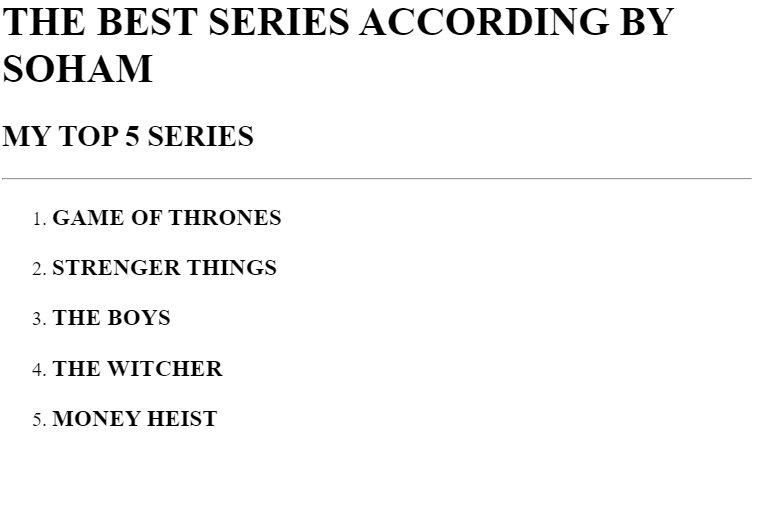 THE BEST SERIES ACCORDING BY
SOHAM
MY TOP 5 SERIES
1. GAME OF THRONES
2. STRENGER THINGS
3. THE BOYS
4. THE WITCHER
5. MONEY HEIST